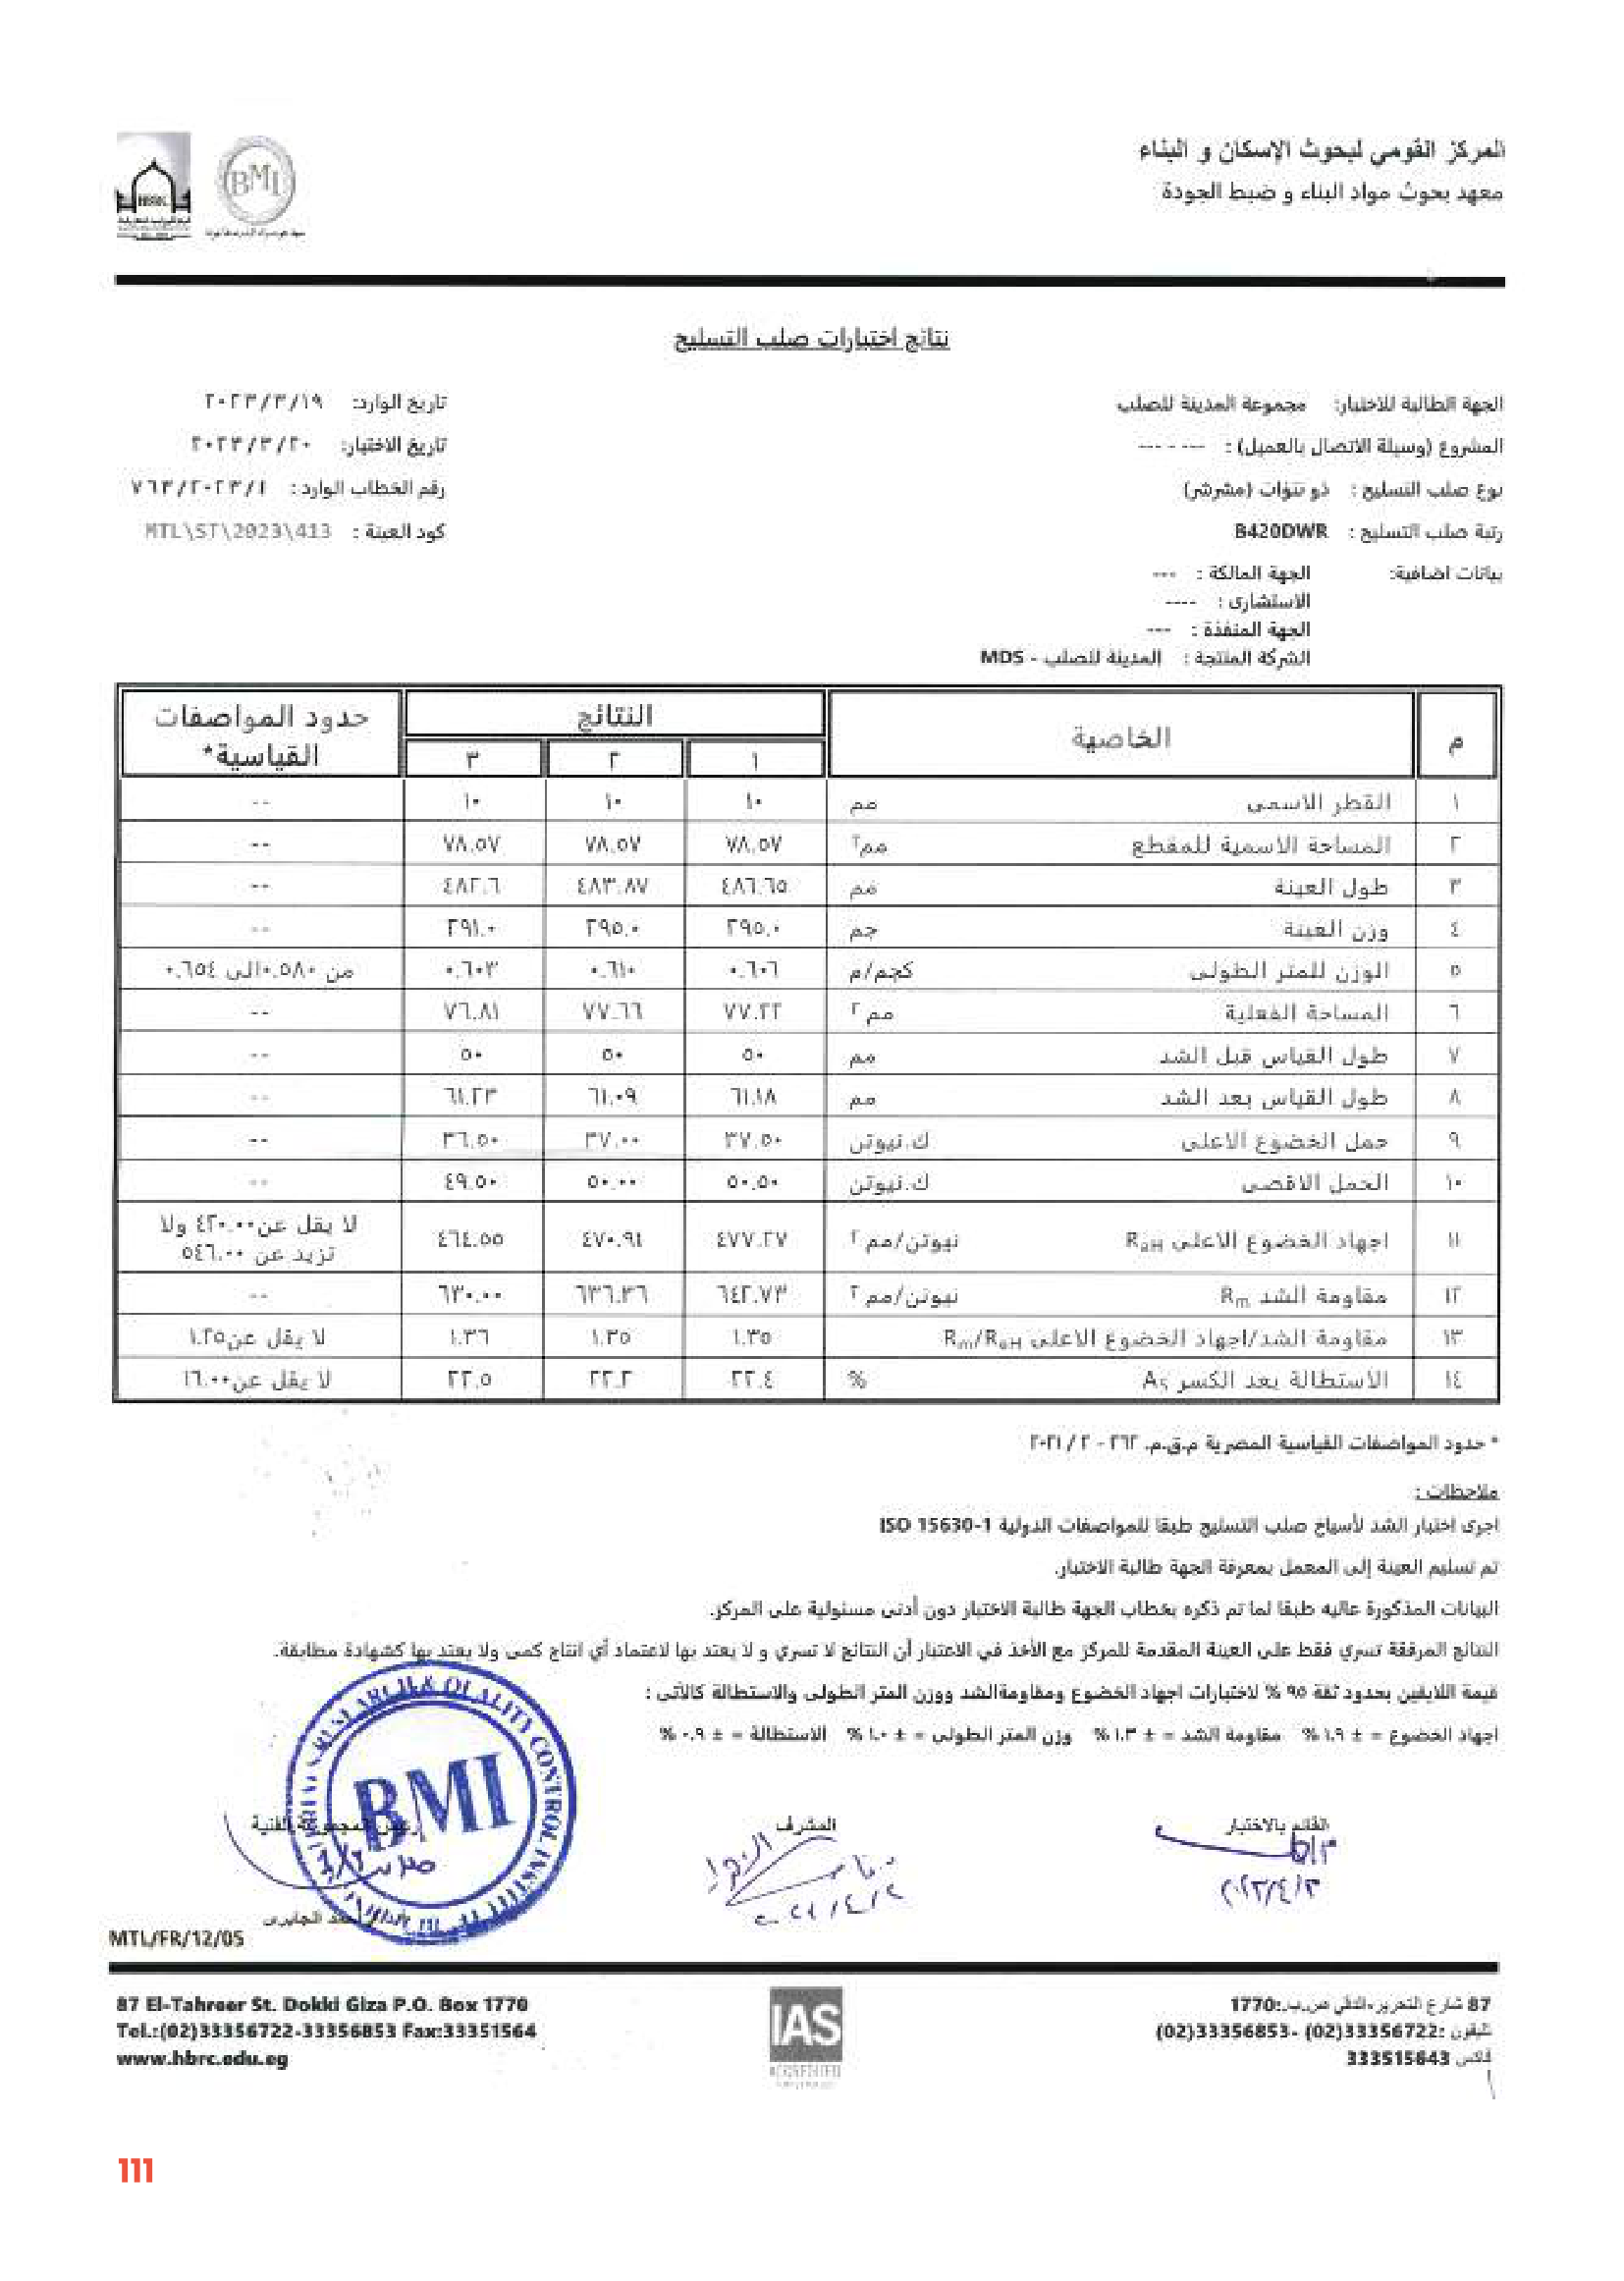 المركز القومي لبحوث الإسكان و البناء
معهد بحوث مواد البناء و ضبط الجودة
BMI
نتائج اختبارات صلب التسليح
الجهة الطالبة للاختبار: مجموعة المدينة للصلب
تاريخ الوارد: ٢٠٢٣/٣/١٩
المشروع (وسيلة الاتصال بالعميل) : --- - ---
تاريخ الاختبار: ٢٠٢٣/٣/٢٠
نوع صلب التسليح : ذو نتؤات (مشرشر)
رقم الخطاب الوارد : ٧٦٣/٢٠٢٣/١
رتبة صلب التسليح : B420DWR
كود العينة : MTL\ST\2023\413
بيانات اضافية: الجهة المالكة : ---
الاستشارى : ----
الجهة المنفذة : ---
الشركة المنتجة : المدينة للصلب - MDS
م الخاصية النتائج حدود المواصفات القياسية*
١ ٢ ٣
١ القطر الاسمى مم ١٠ ١٠ ١٠ --
٢ المساحة الاسمية للمقطع مم٢ ٧٨.٥٧ ٧٨.٥٧ ٧٨.٥٧ --
٣ طول العينة مم ٤٨٦.٦٥ ٤٨٣.٨٧ ٤٨٢.٦ --
٤ وزن العينة جم ٢٩٥.٠ ٢٩٥.٠ ٢٩١.٠ --
٥ الوزن للمتر الطولى كجم/م ٠.٦٠٦ ٠.٦١٠ ٠.٦٠٣ من ٠.٥٨٠الى ٠.٦٥٤
٦ المساحة الفعلية مم ٢ ٧٧.٢٢ ٧٧.٦٦ ٧٦.٨١ --
٧ طول القياس قبل الشد مم ٥٠ ٥٠ ٥٠ --
٨ طول القياس بعد الشد مم ٦١.١٨ ٦١.٠٩ ٦١.٢٣ --
٩ حمل الخضوع الاعلى ك.نيوتن ٣٧.٥٠ ٣٧.٠٠ ٣٦.٥٠ --
١٠ الحمل الاقصى ك.نيوتن ٥٠.٥٠ ٥٠.٠٠ ٤٩.٥٠ --
١١ اجهاد الخضوع الاعلى ReH نيوتن/مم ٢ ٤٧٧.٢٧ ٤٧٠.٩١ ٤٦٤.٥٥ لا يقل عن٤٢٠.٠٠ ولا تزيد عن ٥٤٦.٠٠
١٢ مقاومة الشد Rm نيوتن/مم ٢ ٦٤٢.٧٣ ٦٣٦.٣٦ ٦٣٠.٠٠ --
١٣ مقاومة الشد/اجهاد الخضوع الاعلى Rm/ReH ١.٣٥ ١.٣٥ ١.٣٦ لا يقل عن١.٢٥
١٤ الاستطالة بعد الكسر A5 % ٢٢.٤ ٢٢.٢ ٢٢.٥ لا يقل عن١٦.٠٠
* حدود المواصفات القياسية المصرية م.ق.م. ٢٦٢ - ٢ / ٢٠٢١
ملاحظات :
اجرى اختبار الشد لأسياخ صلب التسليح طبقا للمواصفات الدولية ISO 15630-1
تم تسليم العينة إلى المعمل بمعرفة الجهة طالبة الاختبار.
البيانات المذكورة عاليه طبقا لما تم ذكره بخطاب الجهة طالبة الاختبار دون أدنى مسئولية على المركز.
النتائج المرفقة تسري فقط على العينة المقدمة للمركز مع الأخذ في الاعتبار أن النتائج لا تسري و لا يعتد بها لاعتماد أي انتاج كمى ولا يعتد بها كشهادة مطابقة.
قيمة اللايقين بحدود ثقة ٩٥ % لاختبارات اجهاد الخضوع ومقاومةالشد ووزن المتر الطولى والاستطالة كالآتى :
اجهاد الخضوع = ± ١.٩ % مقاومة الشد = ± ١.٣ % وزن المتر الطولى = ± ١.٠ % الاستطالة = ± ٠.٩ %
القائم بالاختبار
المشرف
رئيس المجموعة الفنية
٢٠٢٣/٤/٢
BMI
الجابرى
MTL/FR/12/05
87 El-Tahreer St. Dokki Giza P.O. Box 1770
Tel.:(02)33356722-33356853 Fax:33351564
www.hbrc.edu.eg
IAS
ACCREDITED
87 شارع التحرير-الدقي ص.ب.:1770
تليفون :33356722(02) -33356853(02)
فاكس 333515643
111